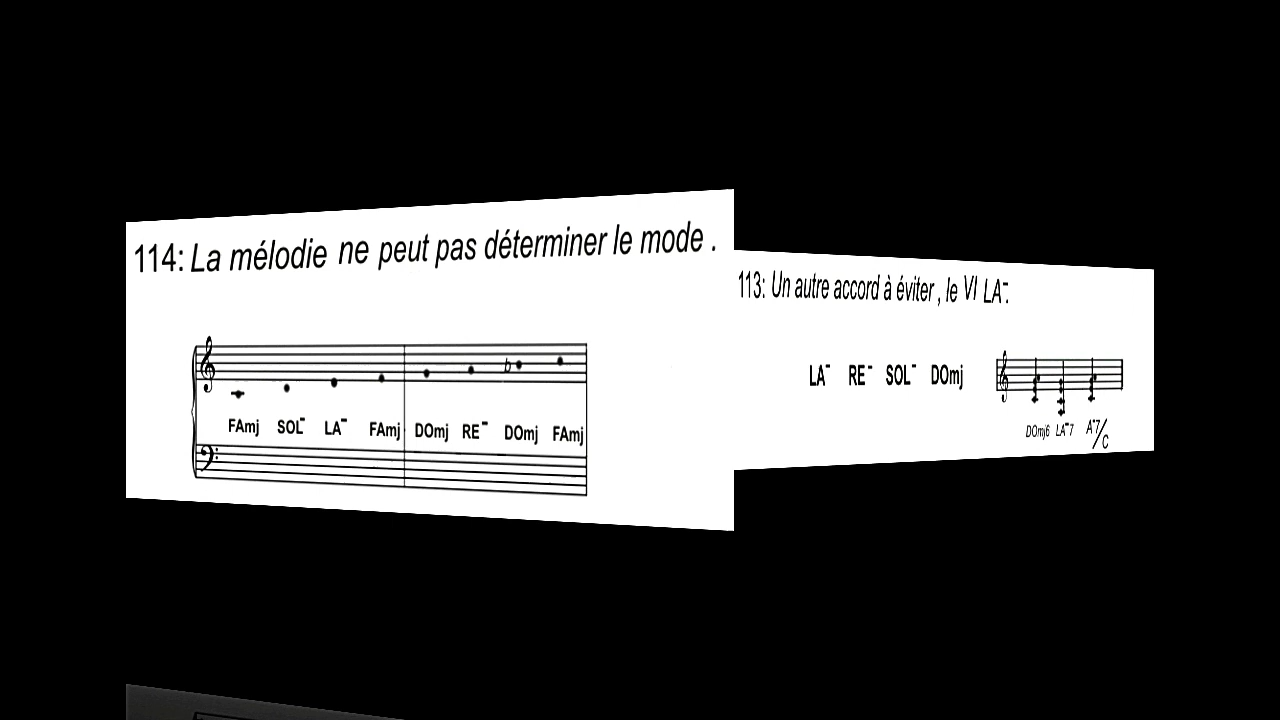 114: La mélodie ne peut pas déterminer le mode .
b
FAmj SOL- LA- FAmj DOmj RE- DOmj FAmj
113: Un autre accord à éviter , le VI LA-.
LA- RE- SOL- DOmj
DOmj6 LA-7 A-7/C